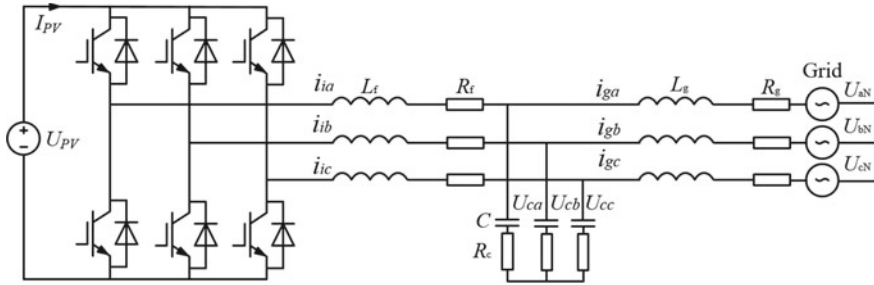 I_PV
i_ia L_f R_f i_ga L_g R_g Grid U_aN
U_PV i_ib i_gb U_bN
i_ic i_gc U_cN
U_ca U_cb U_cc
C
R_c